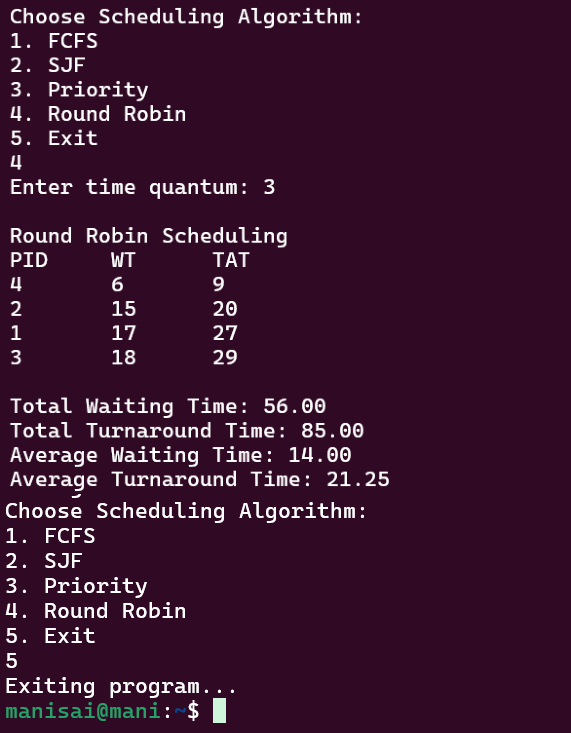 Choose Scheduling Algorithm:
1. FCFS
2. SJF
3. Priority
4. Round Robin
5. Exit
4
Enter time quantum: 3
Round Robin Scheduling
PID WT TAT
4 6 9
2 15 20
1 17 27
3 18 29
Total Waiting Time: 56.00
Total Turnaround Time: 85.00
Average Waiting Time: 14.00
Average Turnaround Time: 21.25
Choose Scheduling Algorithm:
1. FCFS
2. SJF
3. Priority
4. Round Robin
5. Exit
5
Exiting program...
manisai@mani:~$